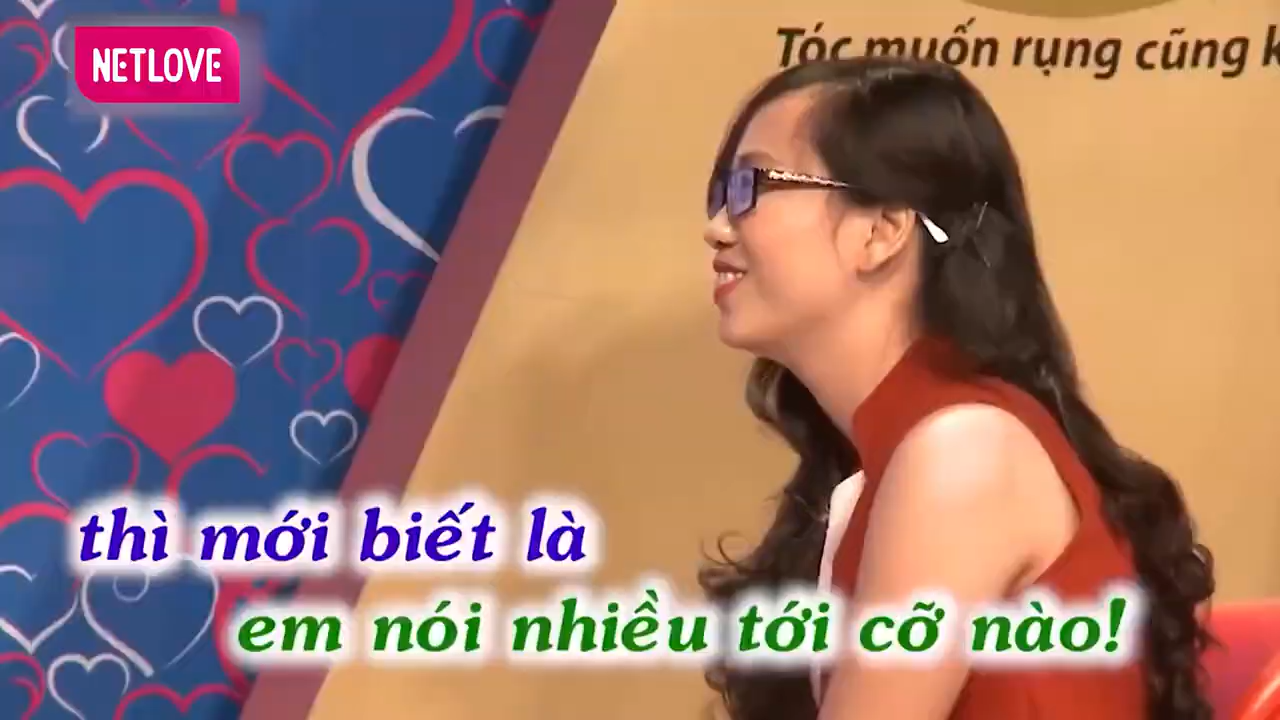 NETLOVE
Tóc muốn rụng cũng
thì mới biết là
em nói nhiều tới cỡ nào!